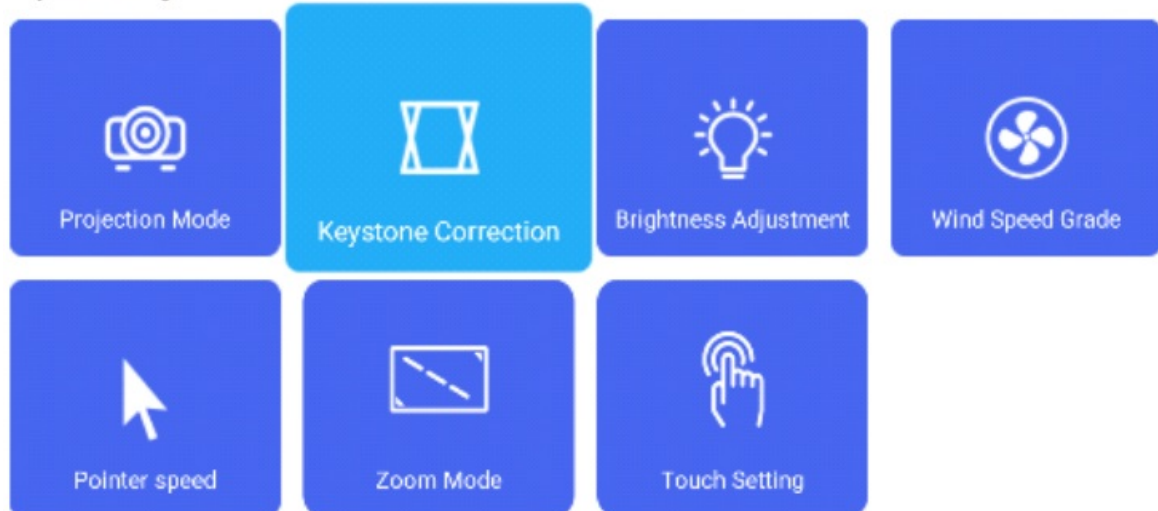 Projection Mode
Keystone Correction
Brightness Adjustment
Wind Speed Grade
Pointer speed
Zoom Mode
Touch Setting